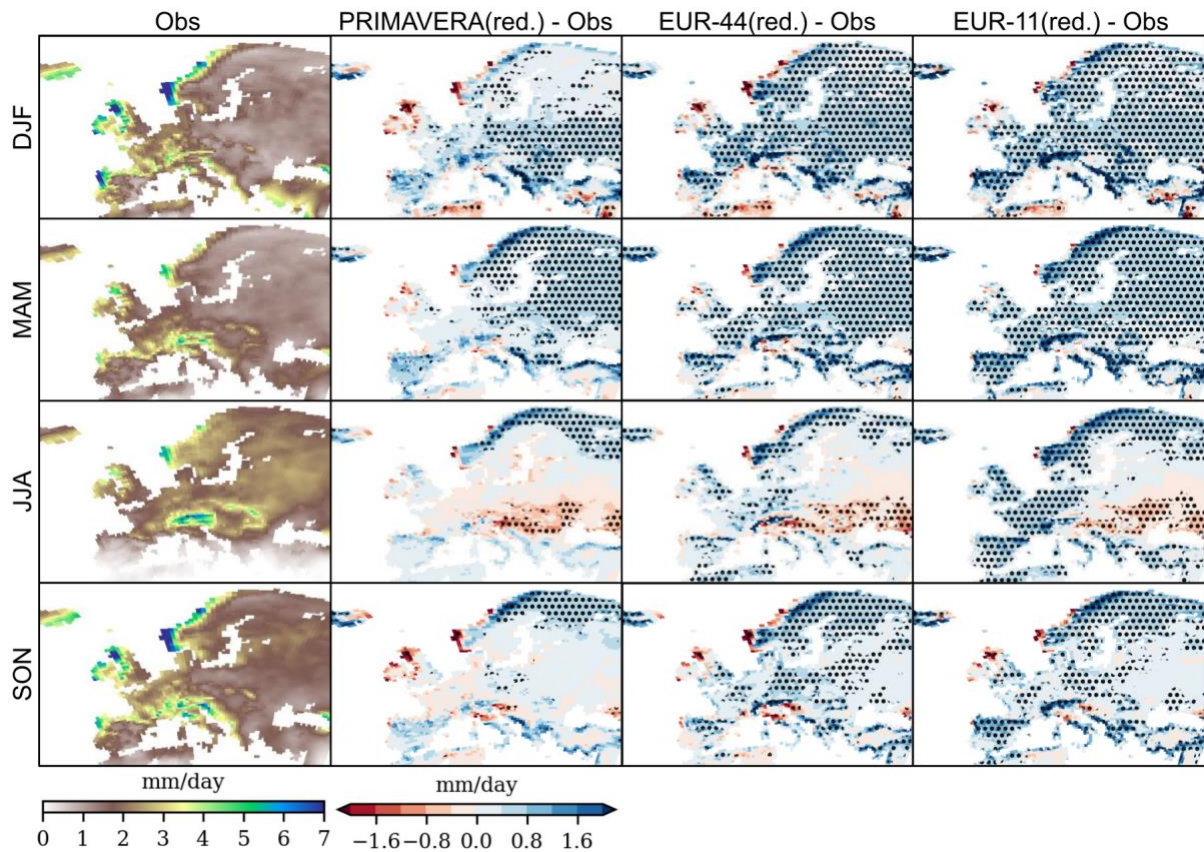 Obs PRIMAVERA(red.) - Obs EUR-44(red.) - Obs EUR-11(red.) - Obs
DJF
MAM
JJA
SON
mm/day mm/day
0 1 2 3 4 5 6 7 −1.6 −0.8 0.0 0.8 1.6